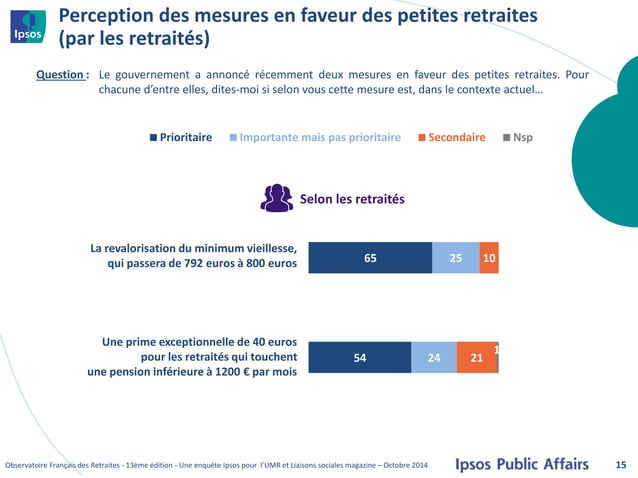 Ipsos
Perception des mesures en faveur des petites retraites
(par les retraités)
Question : Le gouvernement a annoncé récemment deux mesures en faveur des petites retraites. Pour
chacune d'entre elles, dites-moi si selon vous cette mesure est, dans le contexte actuel…
Prioritaire Importante mais pas prioritaire Secondaire Nsp
Selon les retraités
La revalorisation du minimum vieillesse,
qui passera de 792 euros à 800 euros
65 25 10
Une prime exceptionnelle de 40 euros
pour les retraités qui touchent
une pension inférieure à 1200 € par mois
54 24 21 1
Observatoire Français des Retraites - 13ème édition - Une enquête Ipsos pour l'UMR et Liaisons sociales magazine – Octobre 2014
Ipsos Public Affairs 15